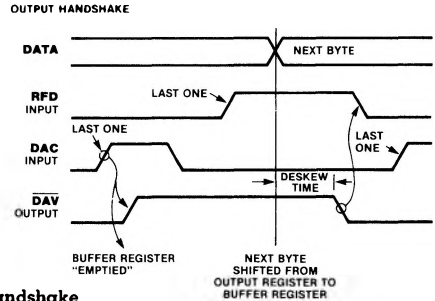 OUTPUT HANDSHAKE
DATA
NEXT BYTE
RFD
INPUT
LAST ONE
LAST ONE
DAC
INPUT
LAST
ONE
DESKEW
TIME
DAV
OUTPUT
BUFFER REGISTER
"EMPTIED"
NEXT BYTE
SHIFTED FROM
OUTPUT REGISTER TO
BUFFER REGISTER
ndshake